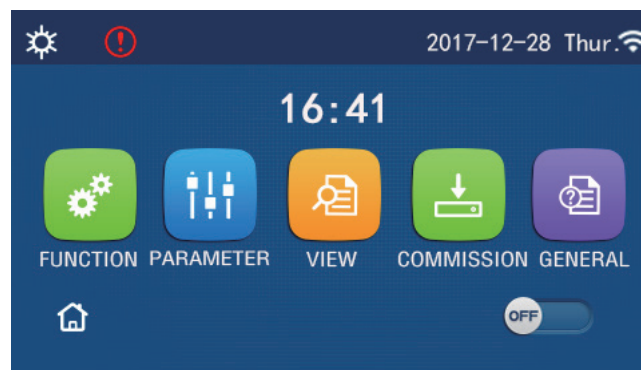 2017-12-28 Thur.
16:41
FUNCTION PARAMETER VIEW COMMISSION GENERAL
OFF